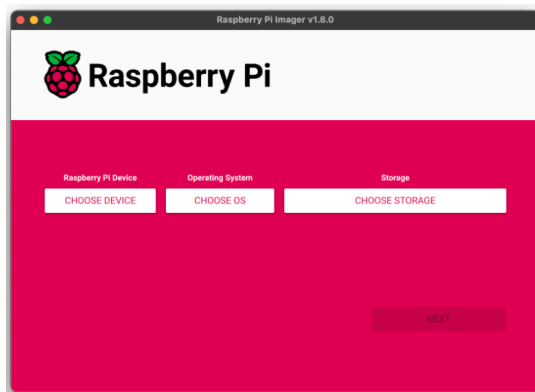 Raspberry Pi Imager v1.8.0
Raspberry Pi
Raspberry Pi Device Operating System Storage
CHOOSE DEVICE CHOOSE OS CHOOSE STORAGE
NEXT